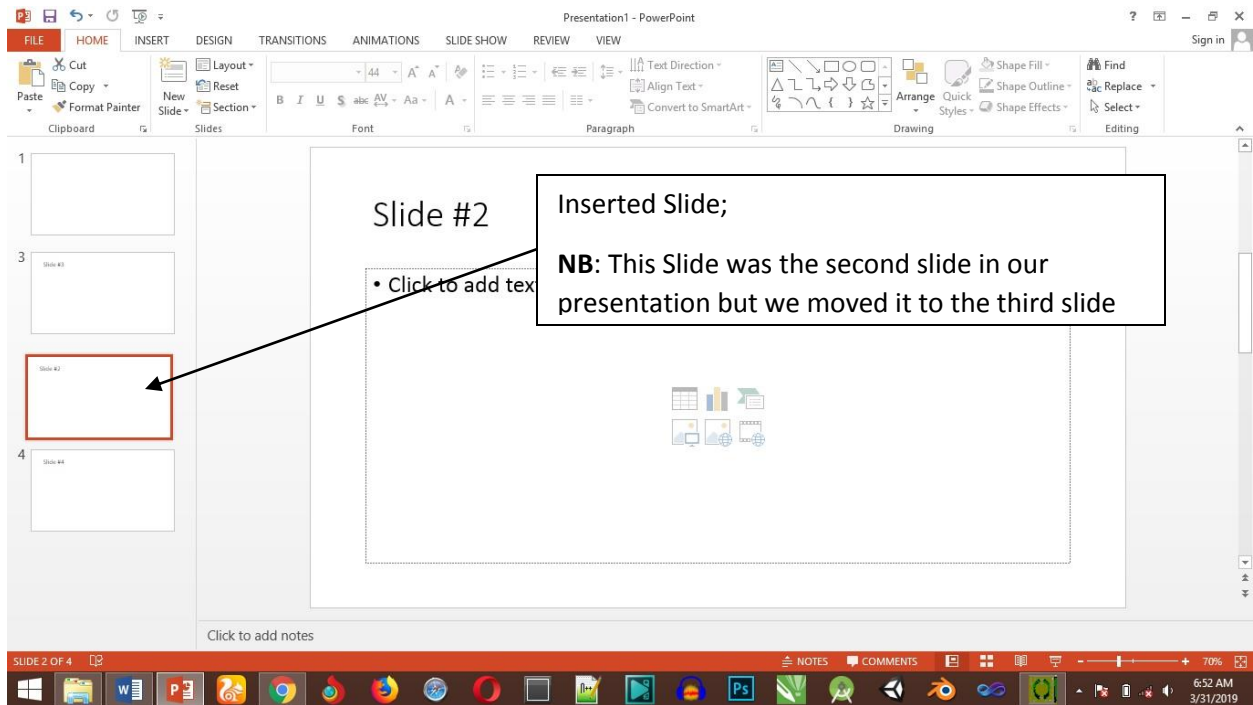 Presentation1 - PowerPoint
FILE HOME INSERT DESIGN TRANSITIONS ANIMATIONS SLIDE SHOW REVIEW VIEW Sign in
Cut
Copy
Format Painter
Paste
Clipboard
New Slide
Layout
Reset
Section
Slides
44
B I U S abc AV Aa A
Font
Text Direction
Align Text
Convert to SmartArt
Paragraph
Arrange
Quick Styles
Shape Fill
Shape Outline
Shape Effects
Drawing
Find
Replace
Select
Editing
1
3
Slide #3
Slide #2
4
Slide #4
Slide #2
• Click to add tex
Inserted Slide;
NB: This Slide was the second slide in our
presentation but we moved it to the third slide
Click to add notes
SLIDE 2 OF 4 NOTES COMMENTS 70%
6:52 AM
3/31/2019